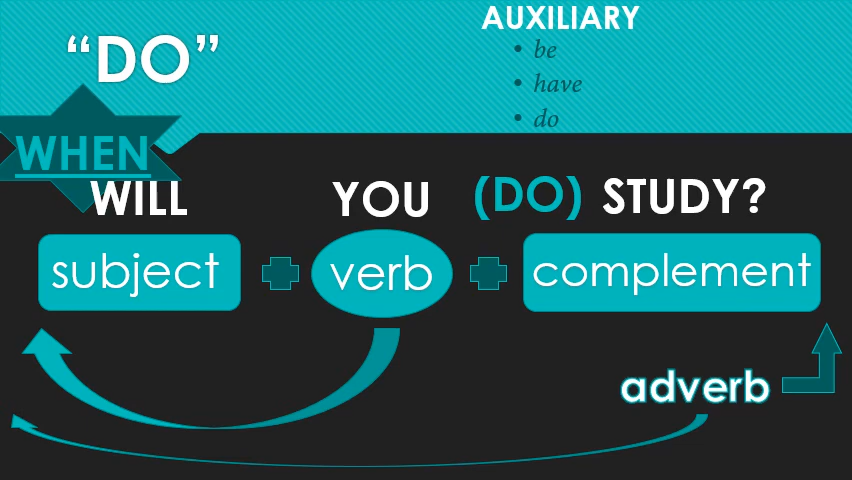 “DO”
AUXILIARY
• be
• have
• do
WHEN
WILL YOU (DO) STUDY?
subject verb complement
adverb